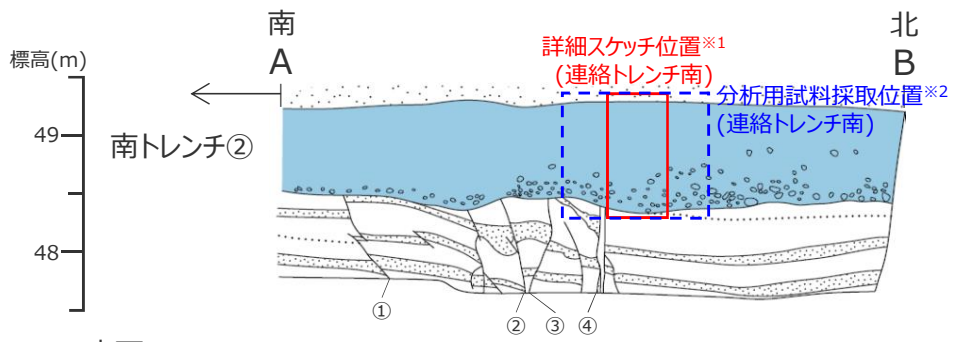 南
A
北
B
標高(m)
詳細スケッチ位置※1
(連絡トレンチ南)
分析用試料採取位置※2
(連絡トレンチ南)
49
南トレンチ②
48
①
②
③
④